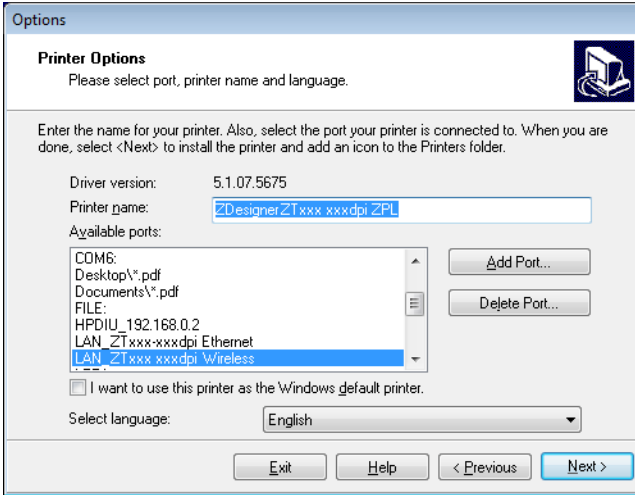 Options
Printer Options
Please select port, printer name and language.
Enter the name for your printer. Also, select the port your printer is connected to. When you are
done, select <Next> to install the printer and add an icon to the Printers folder.
Driver version: 5.1.07.5675
Printer name: ZDesignerZTxxx xxxdpi ZPL
Available ports:
COM6:
Desktop\*.pdf
Documents\*.pdf
FILE:
HPDIU_192.168.0.2
LAN_ZTxxx-xxxdpi Ethernet
LAN_ZTxxx xxxdpi Wireless
Add Port...
Delete Port...
I want to use this printer as the Windows default printer.
Select language: English
Exit Help < Previous Next >